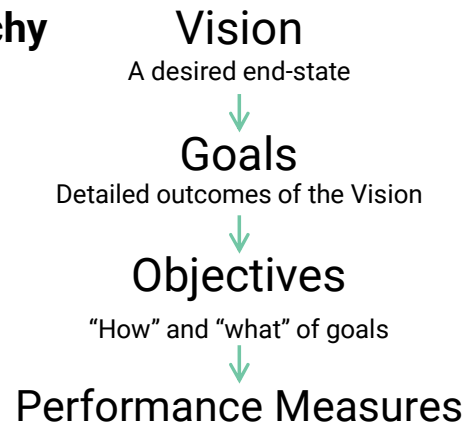 chy
Vision
A desired end-state
Goals
Detailed outcomes of the Vision
Objectives
“How” and “what” of goals
Performance Measures